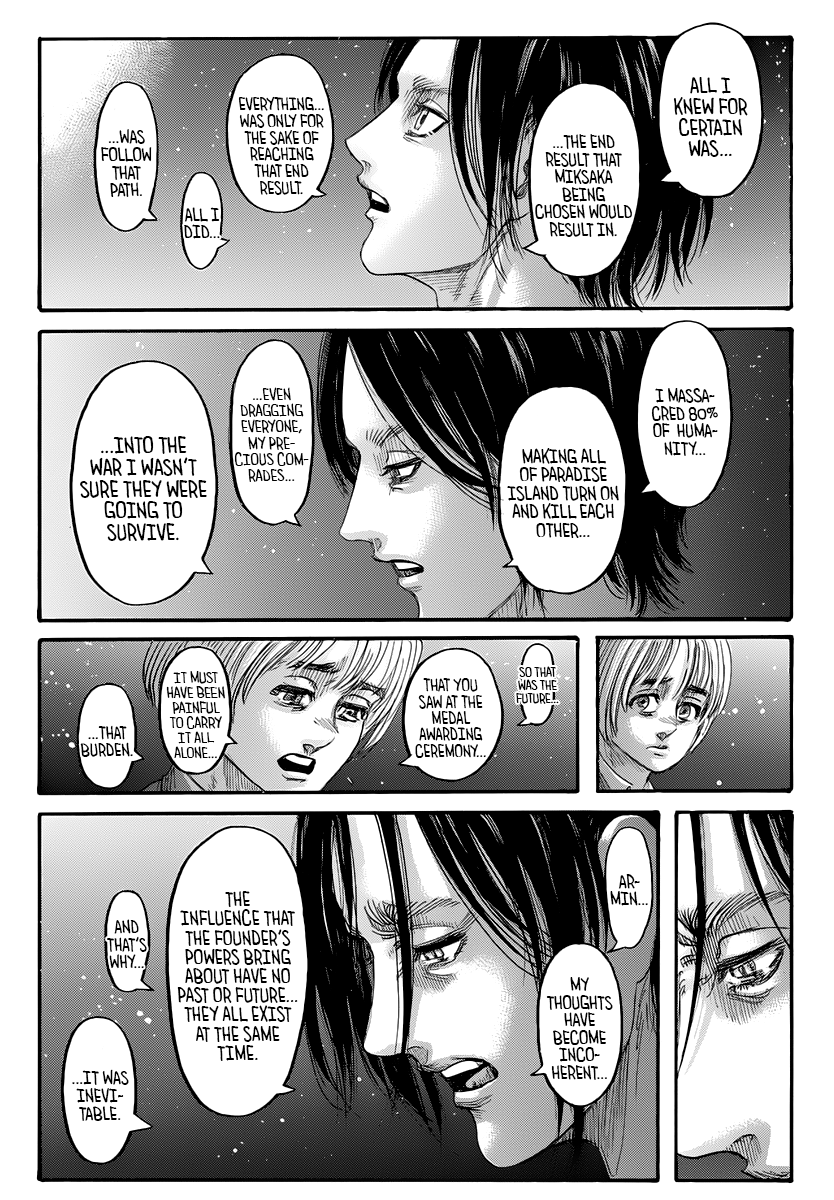 ALL I
KNEW FOR
CERTAIN
WAS...
...THE END
RESULT THAT
MIKSAKA
BEING
CHOSEN WOULD
RESULT IN.
EVERYTHING...
WAS ONLY FOR
THE SAKE OF
REACHING
THAT END
RESULT.
ALL I
DID...
...WAS
FOLLOW
THAT
PATH.
I MASSA-
CRED 80%
OF HUMA-
NITY...
MAKING ALL
OF PARADISE
ISLAND TURN ON
AND KILL EACH
OTHER...
...EVEN
DRAGGING
EVERYONE,
MY PRE-
CIOUS COM-
RADES...
...INTO THE
WAR I WASN'T
SURE THEY WERE
GOING TO
SURVIVE.
SO THAT
WAS THE
FUTURE...
THAT YOU
SAW AT THE
MEDAL
AWARDING
CEREMONY...
IT MUST
HAVE BEEN
PAINFUL
TO CARRY
IT ALL
ALONE...
...THAT
BURDEN.
AR-
MIN...
MY
THOUGHTS
HAVE
BECOME
INCO-
HERENT...
THE
INFLUENCE THAT
THE FOUNDER'S
POWERS BRING
ABOUT HAVE NO
PAST OR FUTURE...
THEY ALL EXIST
AT THE SAME
TIME.
AND
THAT'S
WHY...
...IT WAS
INEVI-
TABLE.